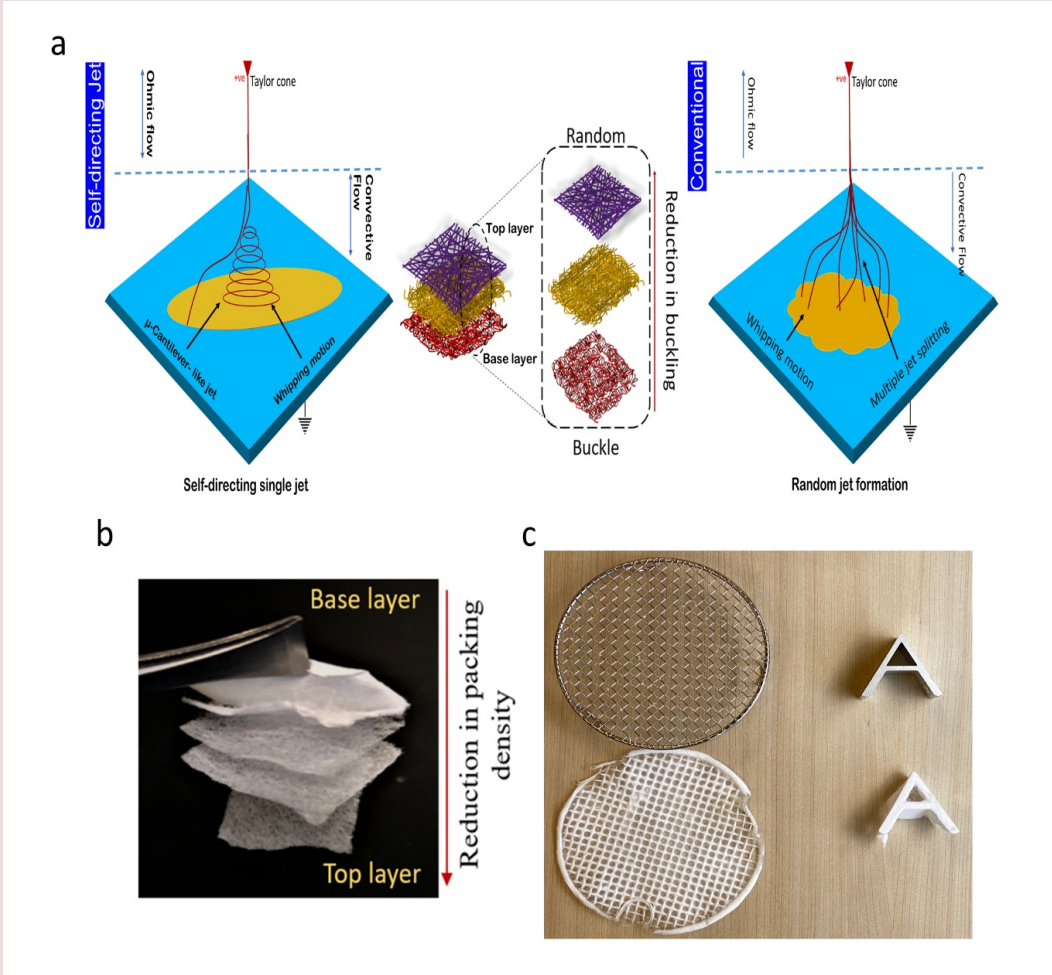 a
Self-directing Jet
Ohmic flow
+ve
Taylor cone
Convective
Flow
µ-Cantilever- like jet
Whipping motion
Self-directing single jet
Top layer
Base layer
Random
Reduction in buckling
Buckle
Conventional
Ohmic flow
+ve
Taylor cone
Convective Flow
Whipping motion
Multiple jet splitting
Random jet formation
b
Base layer
Top layer
Reduction in packing
density
c
A
A